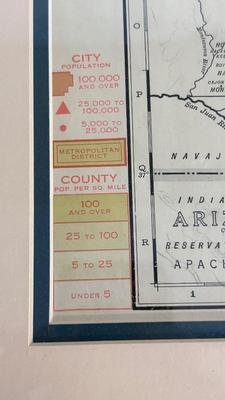 CITY
POPULATION
100,000
AND OVER
25,000 TO
100,000
5,000 TO
25,000
METROPOLITAN
DISTRICT
COUNTY
POP. PER SQ. MILE
100
AND OVER
25 TO 100
5 TO 25
UNDER 5
O
P
Q
37°
R
1
San Juan Riv
NAVAJ
INDIA
ARIZ
RESERVA
APACH